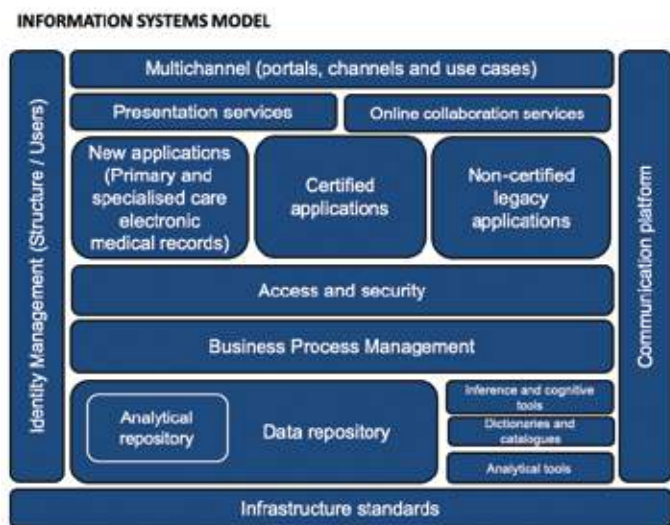 INFORMATION SYSTEMS MODEL
Identity Management (Structure / Users)
Multichannel (portals, channels and use cases)
Presentation services
Online collaboration services
New applications
(Primary and
specialised care
electronic
medical records)
Certified
applications
Non-certified
legacy
applications
Access and security
Business Process Management
Analytical
repository
Data repository
Inference and cognitive
tools
Dictionaries and
catalogues
Analytical tools
Communication platform
Infrastructure standards